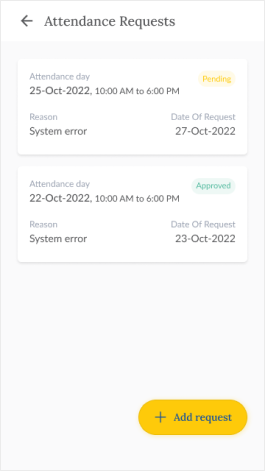 Attendance Requests
Attendance day
Pending
25-Oct-2022, 10:00 AM to 6:00 PM
Reason
Date Of Request
System error
27-Oct-2022
Attendance day
Approved
22-Oct-2022, 10:00 AM to 6:00 PM
Reason
Date Of Request
System error
23-Oct-2022
Add request